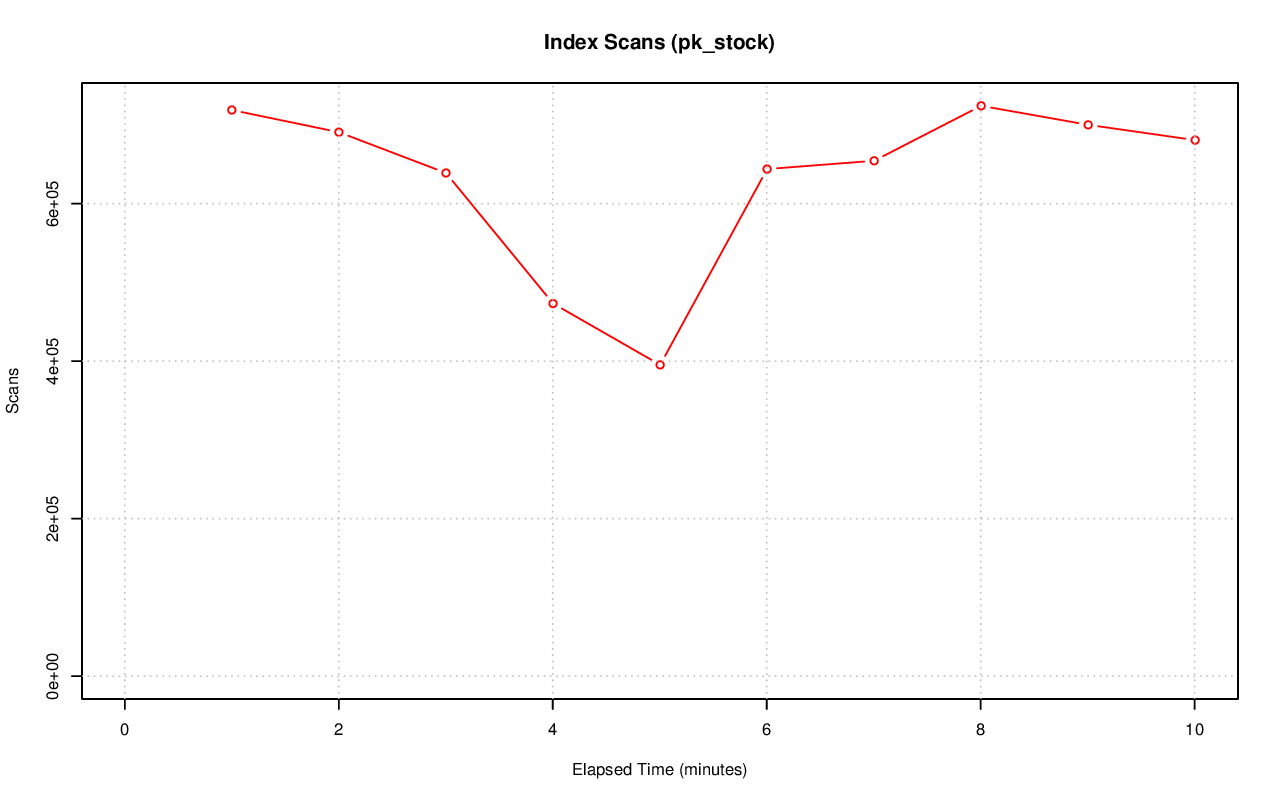 Index Scans (pk_stock)
Scans
6e+05
4e+05
2e+05
0e+00
0 2 4 6 8 10
Elapsed Time (minutes)